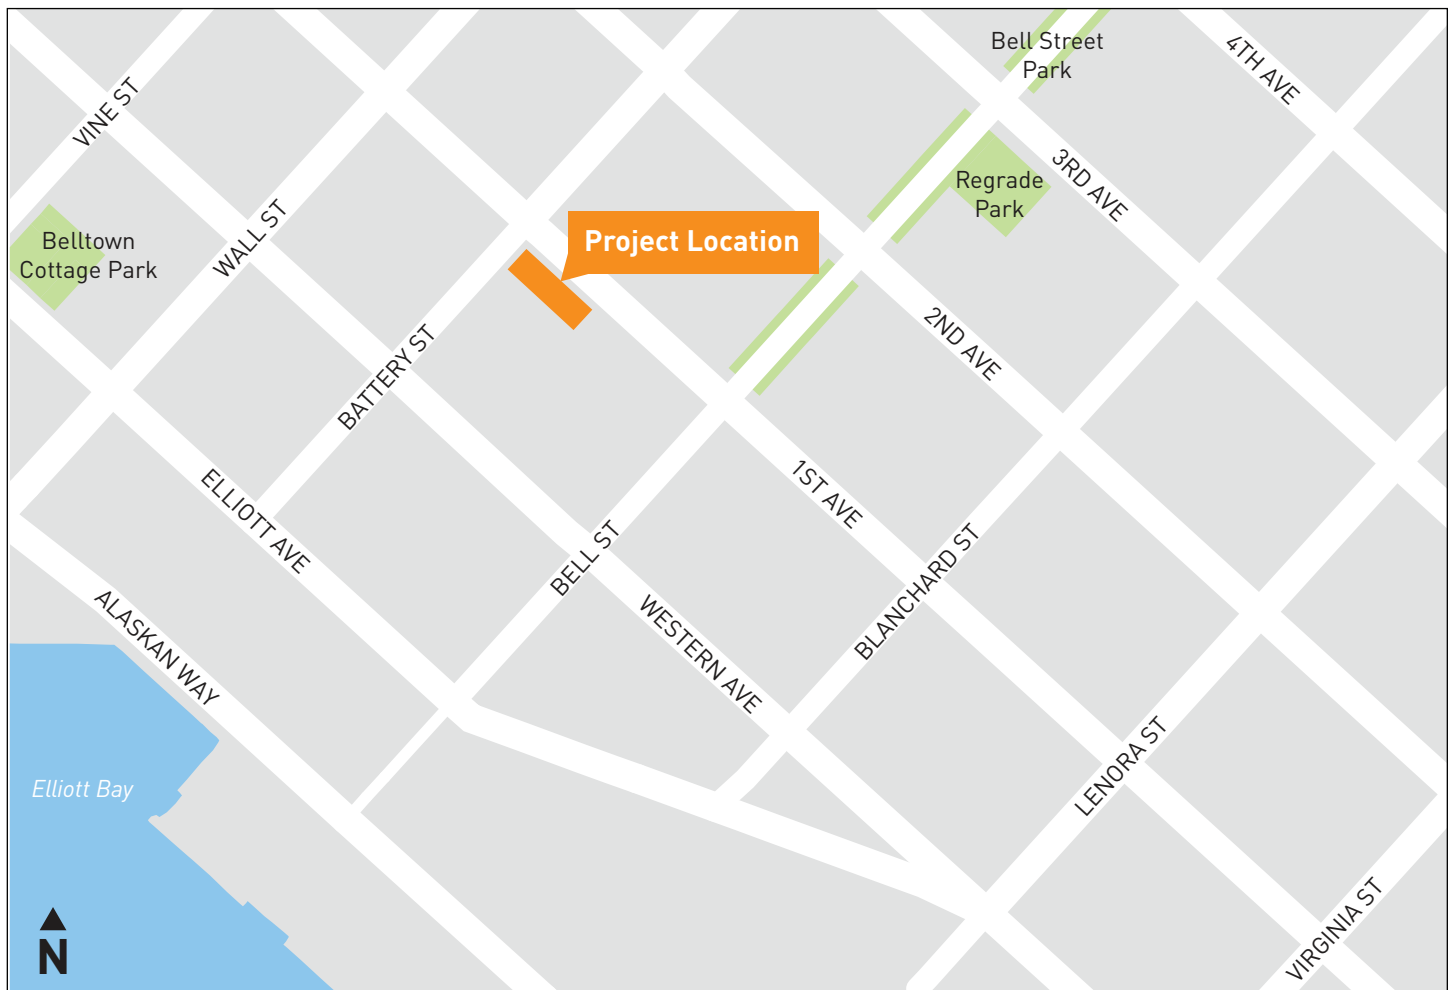 Bell Street
Park
4TH AVE
VINE ST
3RD AVE
Regrade
Park
Belltown
Cottage Park
WALL ST
Project Location
2ND AVE
BATTERY ST
1ST AVE
ELLIOTT AVE
BELL ST
BLANCHARD ST
WESTERN AVE
ALASKAN WAY
LENORA ST
Elliott Bay
VIRGINIA ST
N